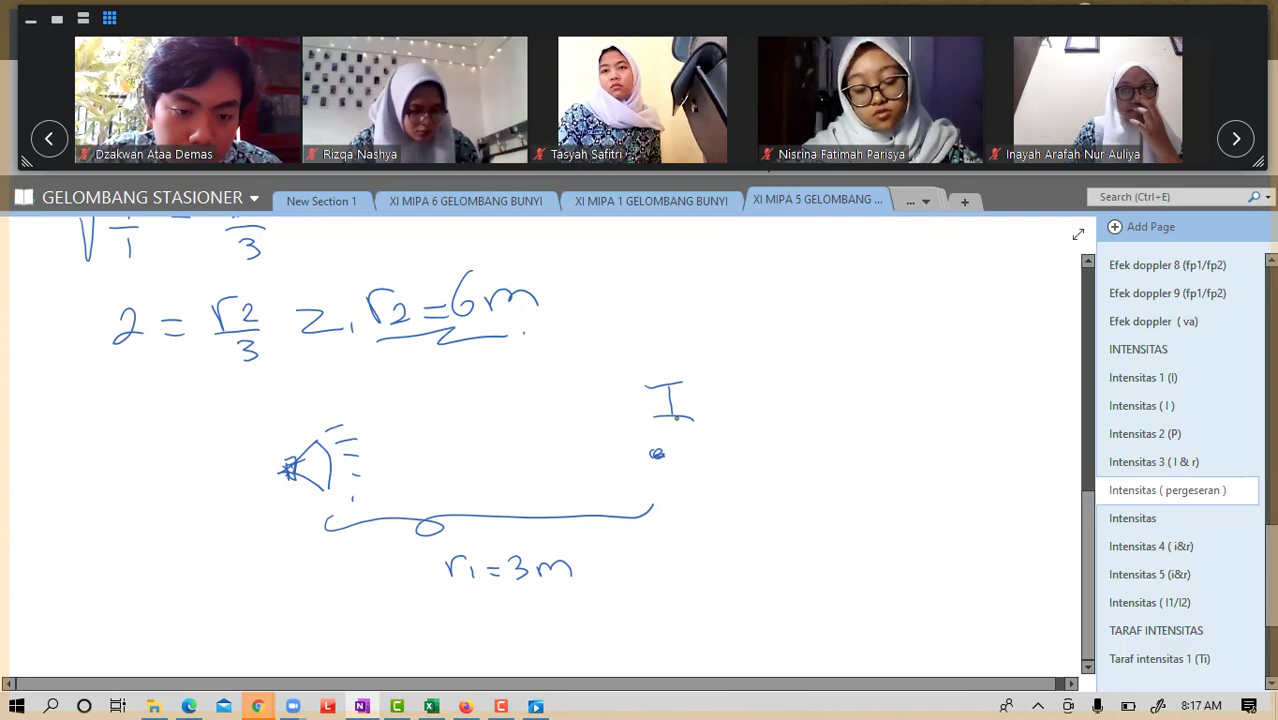 Dzakwan Ataa Demas
Rizqa Nashya
Tasyah Safitri
Nisrina Fatimah Parisya
Inayah Arafah Nur Auliya
GELOMBANG STASIONER
New Section 1
XI MIPA 6 GELOMBANG BUNYI
XI MIPA 1 GELOMBANG BUNYI
XI MIPA 5 GELOMBANG ...
...
Search (Ctrl+E)
1 = 3
2 = r2/3
r2 = 6 m
I
r1 = 3 m
Add Page
Efek doppler 8 (fp1/fp2)
Efek doppler 9 (fp1/fp2)
Efek doppler ( va)
INTENSITAS
Intensitas 1 (I)
Intensitas ( I )
Intensitas 2 (P)
Intensitas 3 ( I & r)
Intensitas ( pergeseran )
Intensitas
Intensitas 4 ( i&r)
Intensitas 5 (i&r)
Intensitas ( I1/I2)
TARAF INTENSITAS
Taraf intensitas 1 (Ti)
8:17 AM